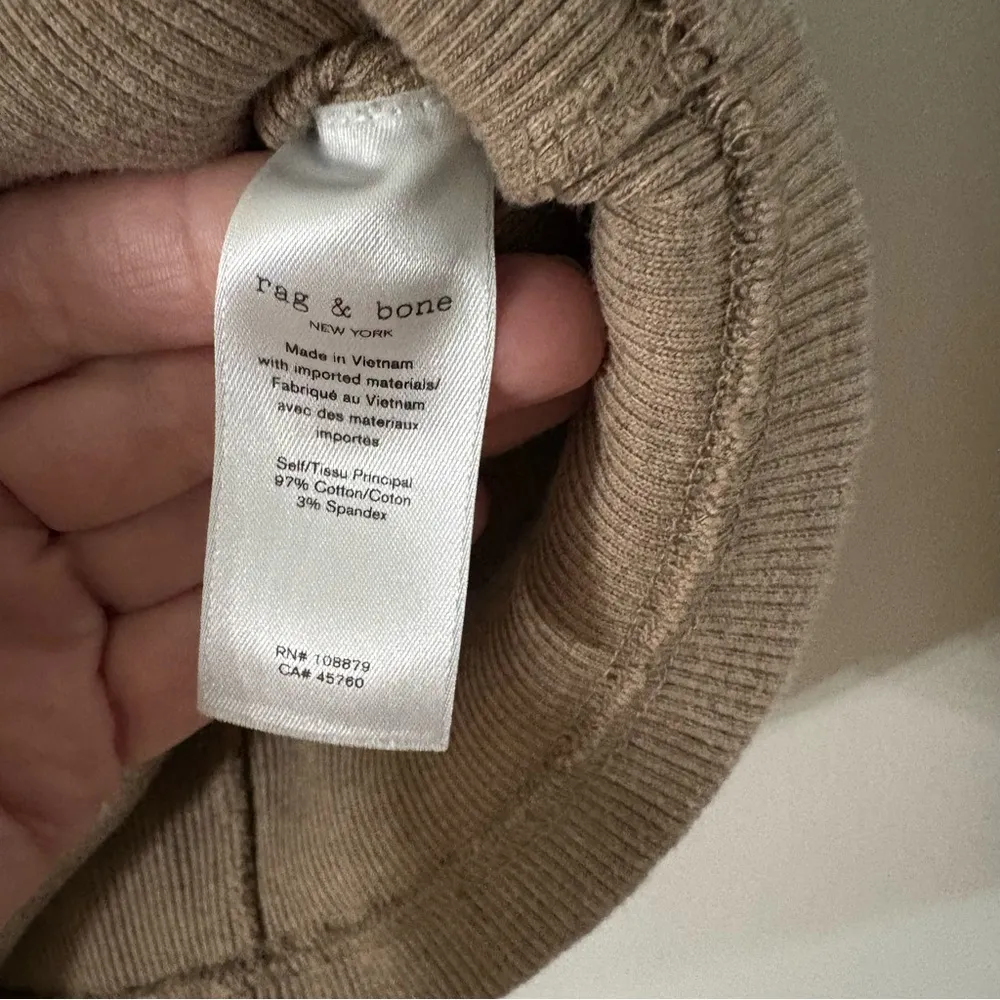 rag & bone
NEW YORK
Made in Vietnam
with imported materials/
Fabriqué au Vietnam
avec des materiaux
importés
Self/Tissu Principal
97% Cotton/Coton
3% Spandex
RN# 108879
CA# 45760